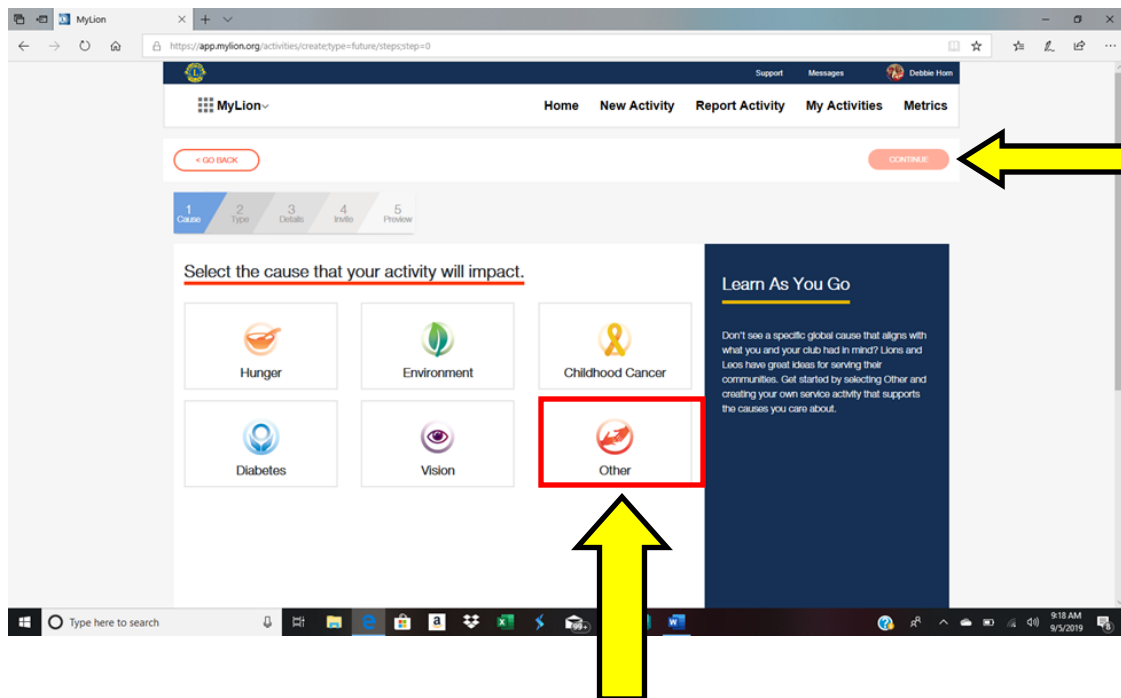 MyLion
https://app.mylion.org/activities/create;type=future/steps;step=0
Support Messages Debbie Hom
MyLion
Home New Activity Report Activity My Activities Metrics
< GO BACK
CONTINUE
1 2 3 4 5
Cause Type Details Invite Preview
Select the cause that your activity will impact.
Hunger
Environment
Childhood Cancer
Diabetes
Vision
Other
Learn As You Go
Don't see a specific global cause that aligns with
what you and your club had in mind? Lions and
Leos have great ideas for serving their
communities. Get started by selecting Other and
creating your own service activity that supports
the causes you care about.
Type here to search
99+
9:18 AM
9/5/2019